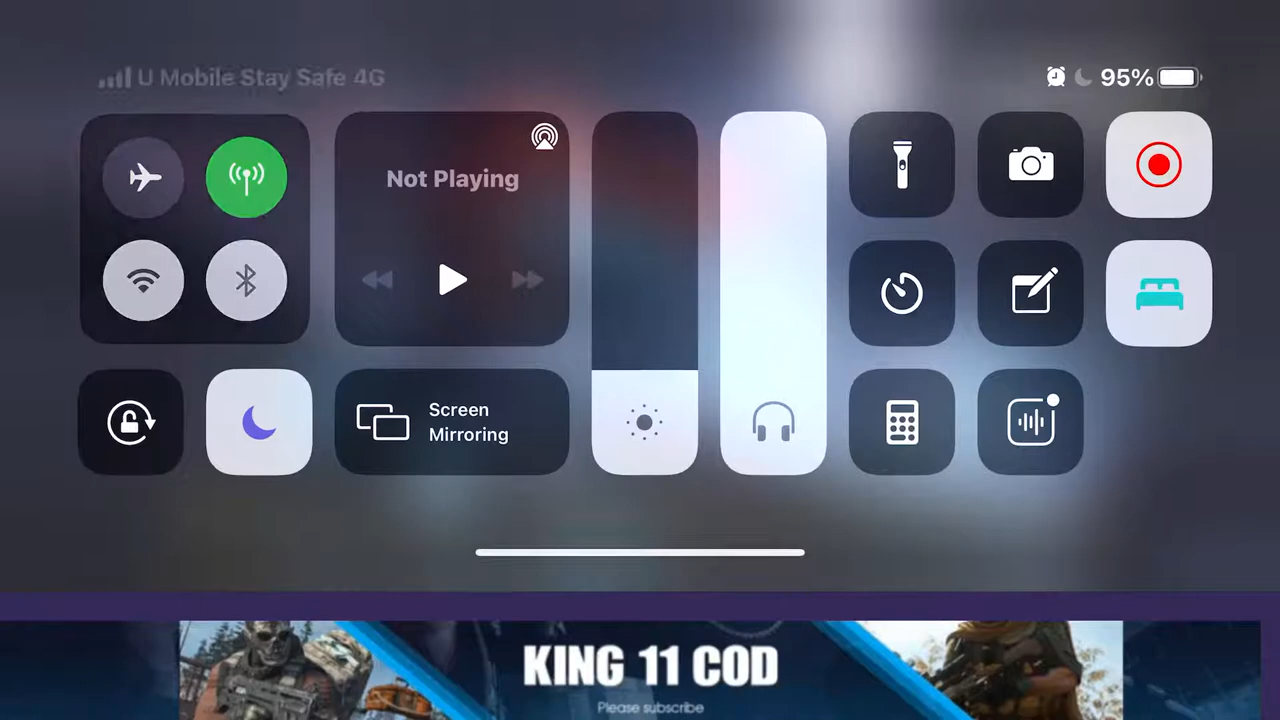 U Mobile Stay Safe 4G
95%
Not Playing
Screen
Mirroring
KING 11 COD
Please subscribe